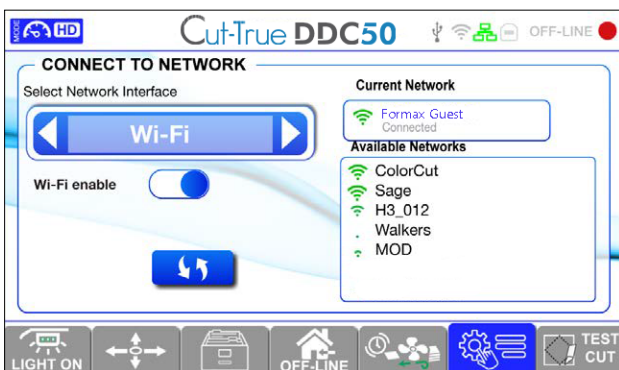 MODE HD Cut-True DDC50 OFF-LINE
CONNECT TO NETWORK
Select Network Interface
Wi-Fi
Wi-Fi enable
Current Network
Formax Guest
Connected
Available Networks
ColorCut
Sage
H3_012
Walkers
MOD
LIGHT ON
OFF-LINE
TEST
CUT